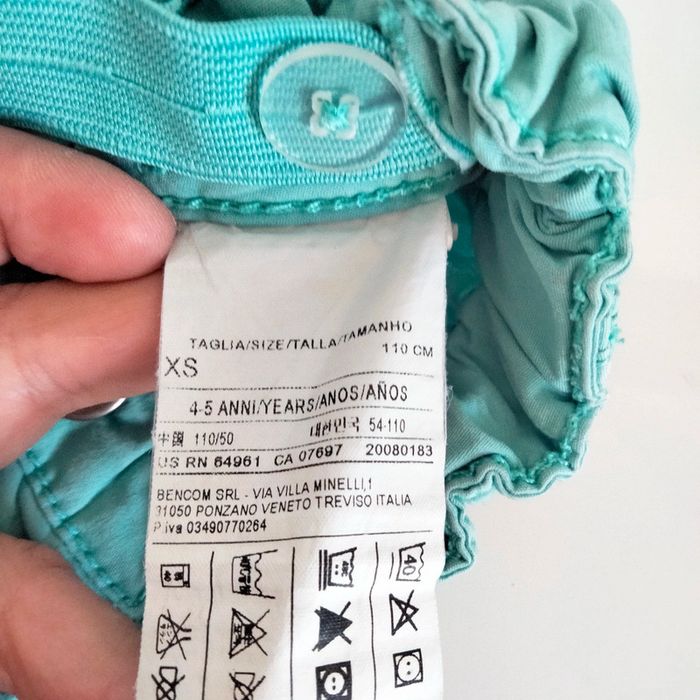 TAGLIA/SIZE/TALLA/TAMANHO
XS 110 CM
4-5 ANNI/YEARS/ANOS/AÑOS
中國 110/50 대한민국 54-110
US RN 64961 CA 07697 20080183
BENCOM SRL - VIA VILLA MINELLI,1
31050 PONZANO VENETO TREVISO ITALIA
P.iva 03490770264
40